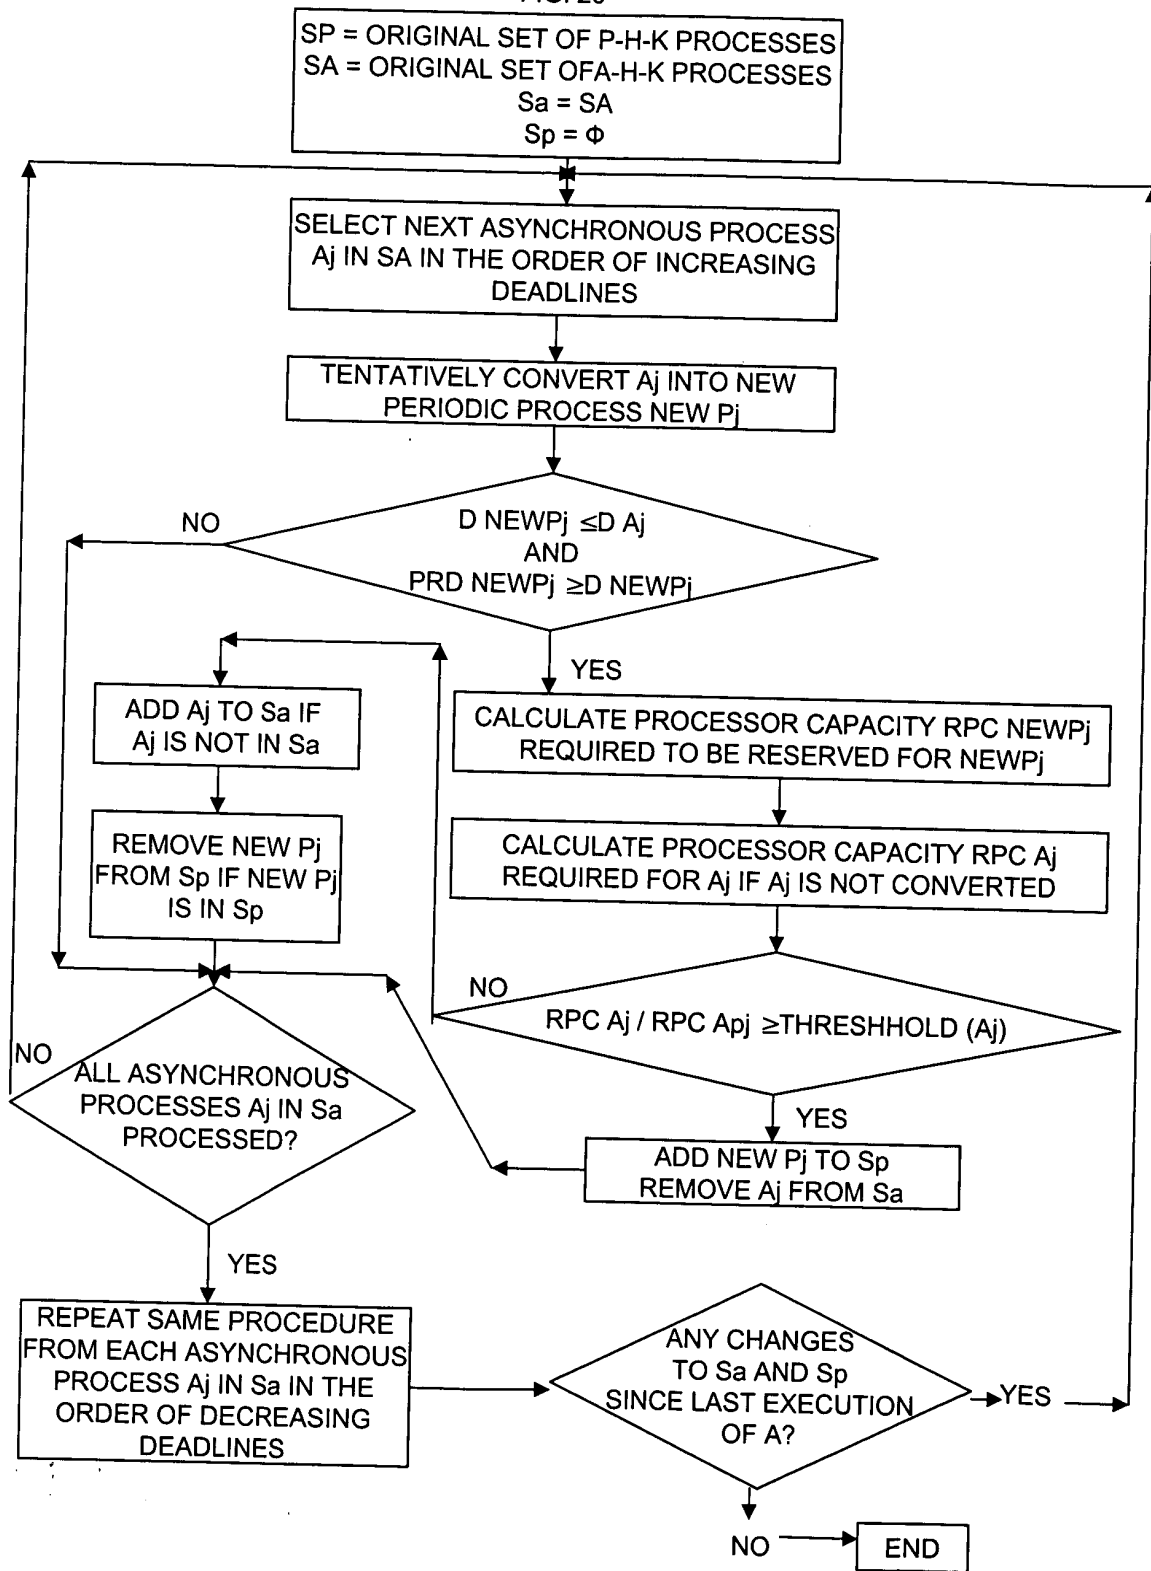 SP = ORIGINAL SET OF P-H-K PROCESSES
SA = ORIGINAL SET OFA-H-K PROCESSES
Sa = SA
Sp = Φ
SELECT NEXT ASYNCHRONOUS PROCESS
Aj IN SA IN THE ORDER OF INCREASING
DEADLINES
TENTATIVELY CONVERT Aj INTO NEW
PERIODIC PROCESS NEW Pj
NO
D NEWPj ≤D Aj
AND
PRD NEWPj ≥D NEWPj
YES
ADD Aj TO Sa IF
Aj IS NOT IN Sa
CALCULATE PROCESSOR CAPACITY RPC NEWPj
REQUIRED TO BE RESERVED FOR NEWPj
REMOVE NEW Pj
FROM Sp IF NEW Pj
IS IN Sp
CALCULATE PROCESSOR CAPACITY RPC Aj
REQUIRED FOR Aj IF Aj IS NOT CONVERTED
NO
RPC Aj / RPC Apj ≥THRESHHOLD (Aj)
NO
ALL ASYNCHRONOUS
PROCESSES Aj IN Sa
PROCESSED?
YES
ADD NEW Pj TO Sp
REMOVE Aj FROM Sa
YES
REPEAT SAME PROCEDURE
FROM EACH ASYNCHRONOUS
PROCESS Aj IN Sa IN THE
ORDER OF DECREASING
DEADLINES
ANY CHANGES
TO Sa AND Sp
SINCE LAST EXECUTION
OF A?
YES
NO
END